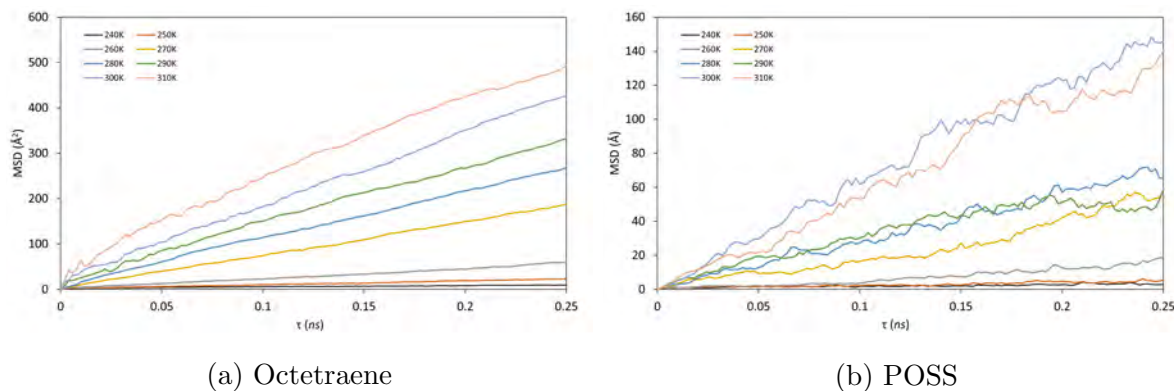 600
500
400
300
200
100
0
MSD (Å²)
240K 250K
260K 270K
280K 290K
300K 310K
0 0.05 0.1 0.15 0.2 0.25
τ (ns)
(a) Octetraene
160
140
120
100
80
60
40
20
0
MSD (Å)
240K 250K
260K 270K
280K 290K
300K 310K
0 0.05 0.1 0.15 0.2 0.25
τ (ns)
(b) POSS